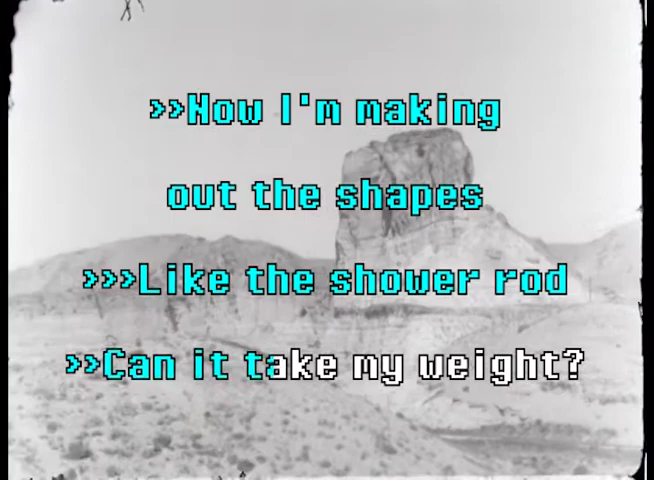 >>Now I'm making
out the shapes
>>>Like the shower rod
>>Can it take my weight?